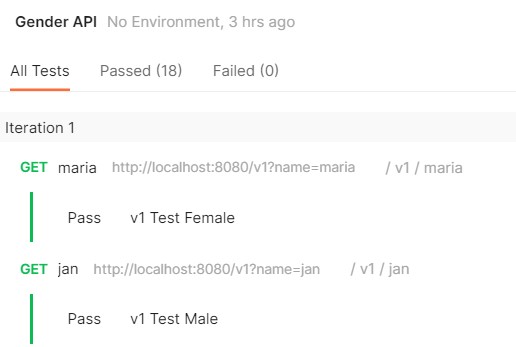 Gender API No Environment, 3 hrs ago
All Tests Passed (18) Failed (0)
Iteration 1
GET maria http://localhost:8080/v1?name=maria / v1 / maria
Pass v1 Test Female
GET jan http://localhost:8080/v1?name=jan / v1 / jan
Pass v1 Test Male